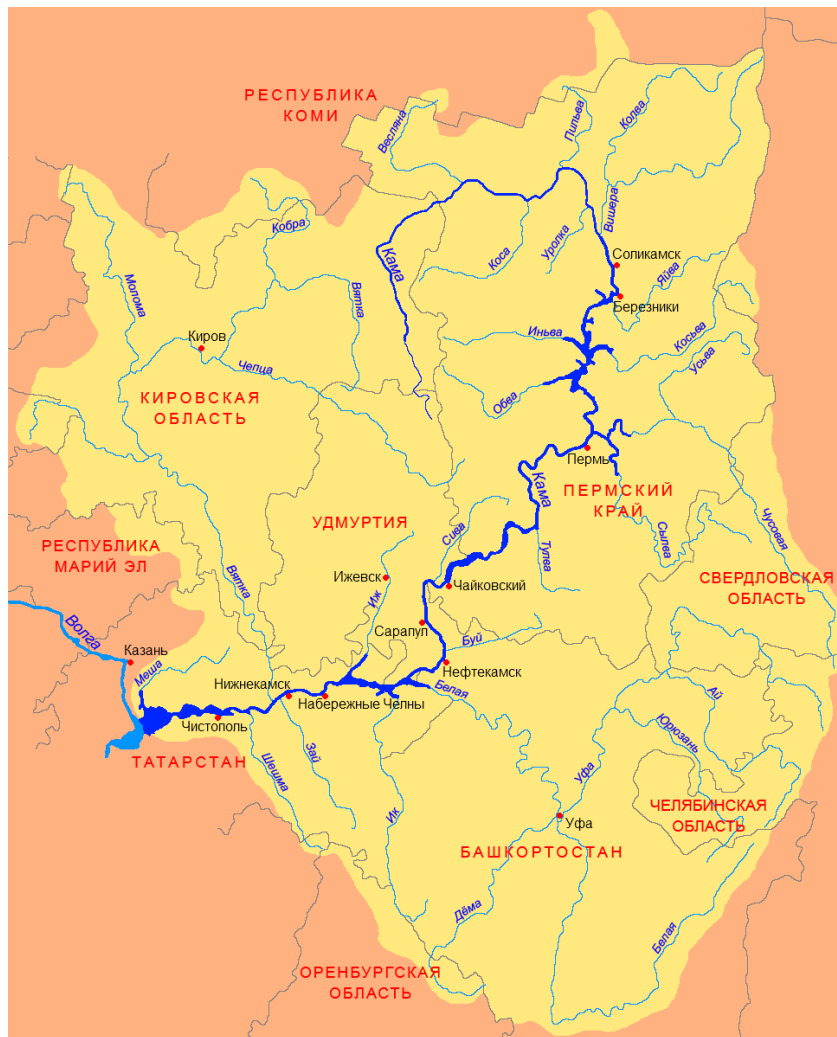 РЕСПУБЛИКА
КОМИ
Весляна
Пильва
Колва
Кобра
Вишера
Кама
Коса
Уролка
Соликамск
Яйва
Молома
Вятка
Березники
Киров
Иньва
Косьва
Чепца
Усьва
КИРОВСКАЯ
ОБЛАСТЬ
Обва
Пермь
Кама
ПЕРМСКИЙ
КРАЙ
УДМУРТИЯ
Сива
Тулва
Сылва
Чусовая
РЕСПУБЛИКА
МАРИЙ ЭЛ
Вятка
Ижевск
Иж
Чайковский
СВЕРДЛОВСКАЯ
ОБЛАСТЬ
Волга
Сарапул
Буй
Казань
Меша
Нефтекамск
Нижнекамск
Набережные Челны
Белая
Ай
Чистополь
Юрюзань
ТАТАРСТАН
Зай
Шешма
Уфа
Ик
ЧЕЛЯБИНСКАЯ
ОБЛАСТЬ
Уфа
БАШКОРТОСТАН
Дёма
Белая
ОРЕНБУРГСКАЯ
ОБЛАСТЬ